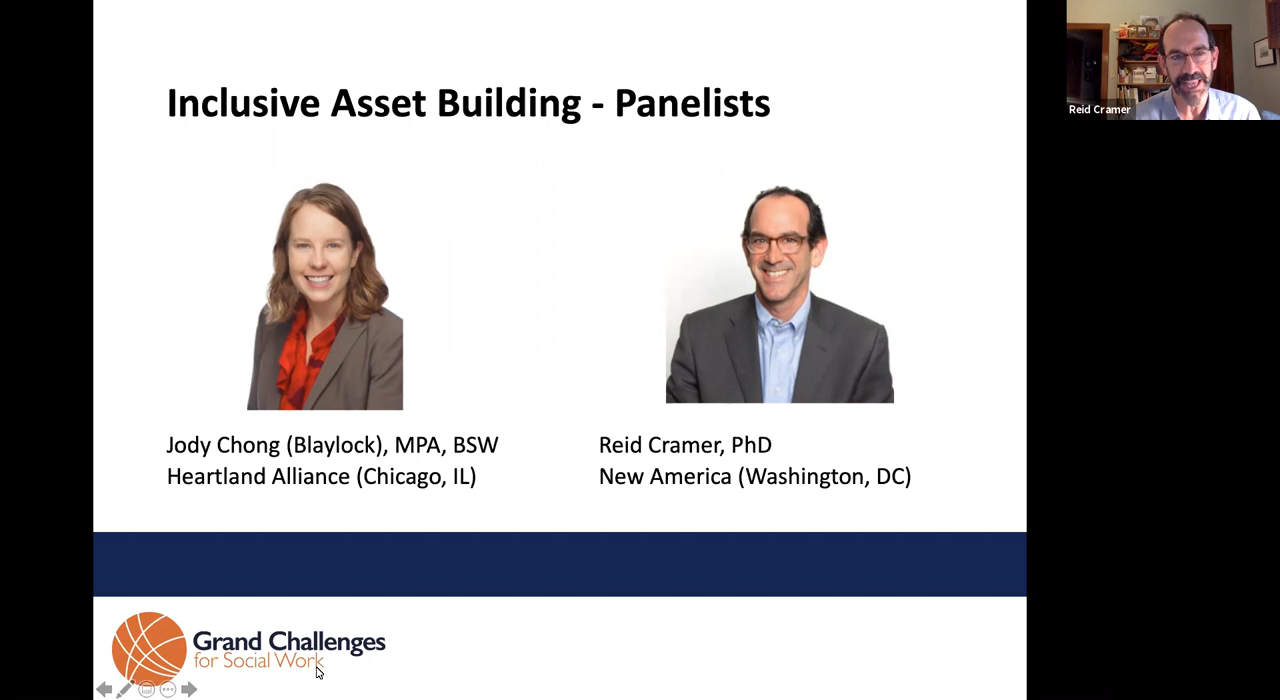 Inclusive Asset Building - Panelists
Reid Cramer
Jody Chong (Blaylock), MPA, BSW
Heartland Alliance (Chicago, IL)
Reid Cramer, PhD
New America (Washington, DC)
Grand Challenges
for Social Work